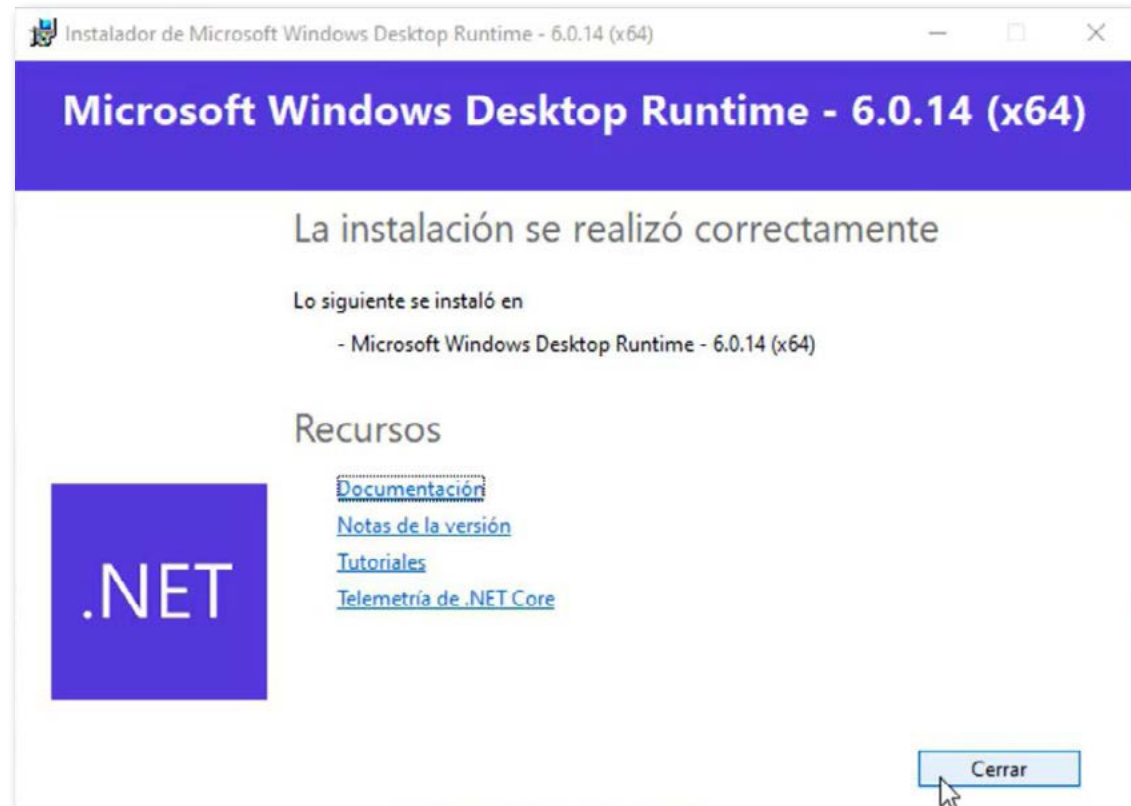 Instalador de Microsoft Windows Desktop Runtime - 6.0.14 (x64)
Microsoft Windows Desktop Runtime - 6.0.14 (x64)
La instalación se realizó correctamente
Lo siguiente se instaló en
- Microsoft Windows Desktop Runtime - 6.0.14 (x64)
Recursos
Documentación
Notas de la versión
Tutoriales
Telemetría de .NET Core
.NET
Cerrar